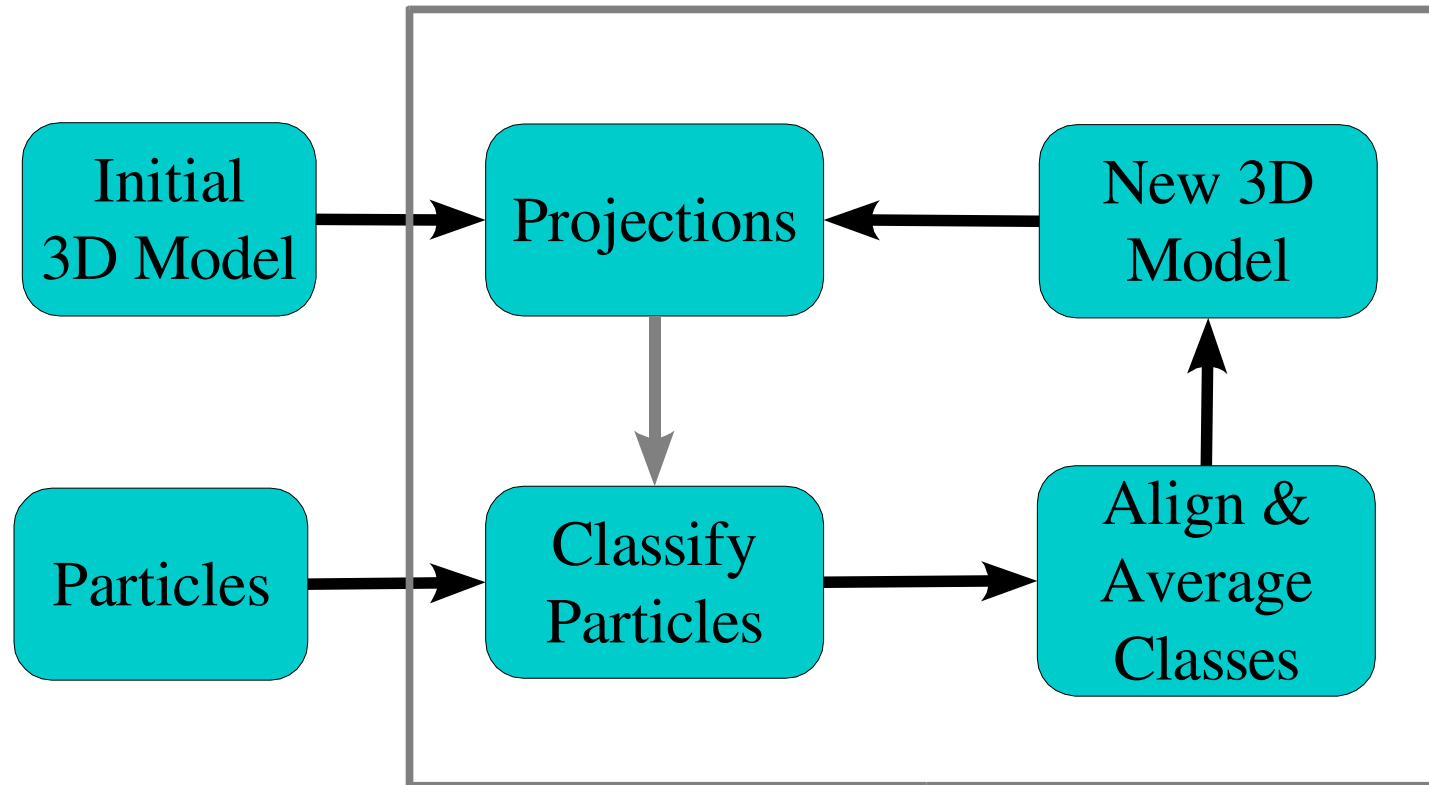 Initial
3D Model
Projections
New 3D
Model
Particles
Classify
Particles
Align &
Average
Classes